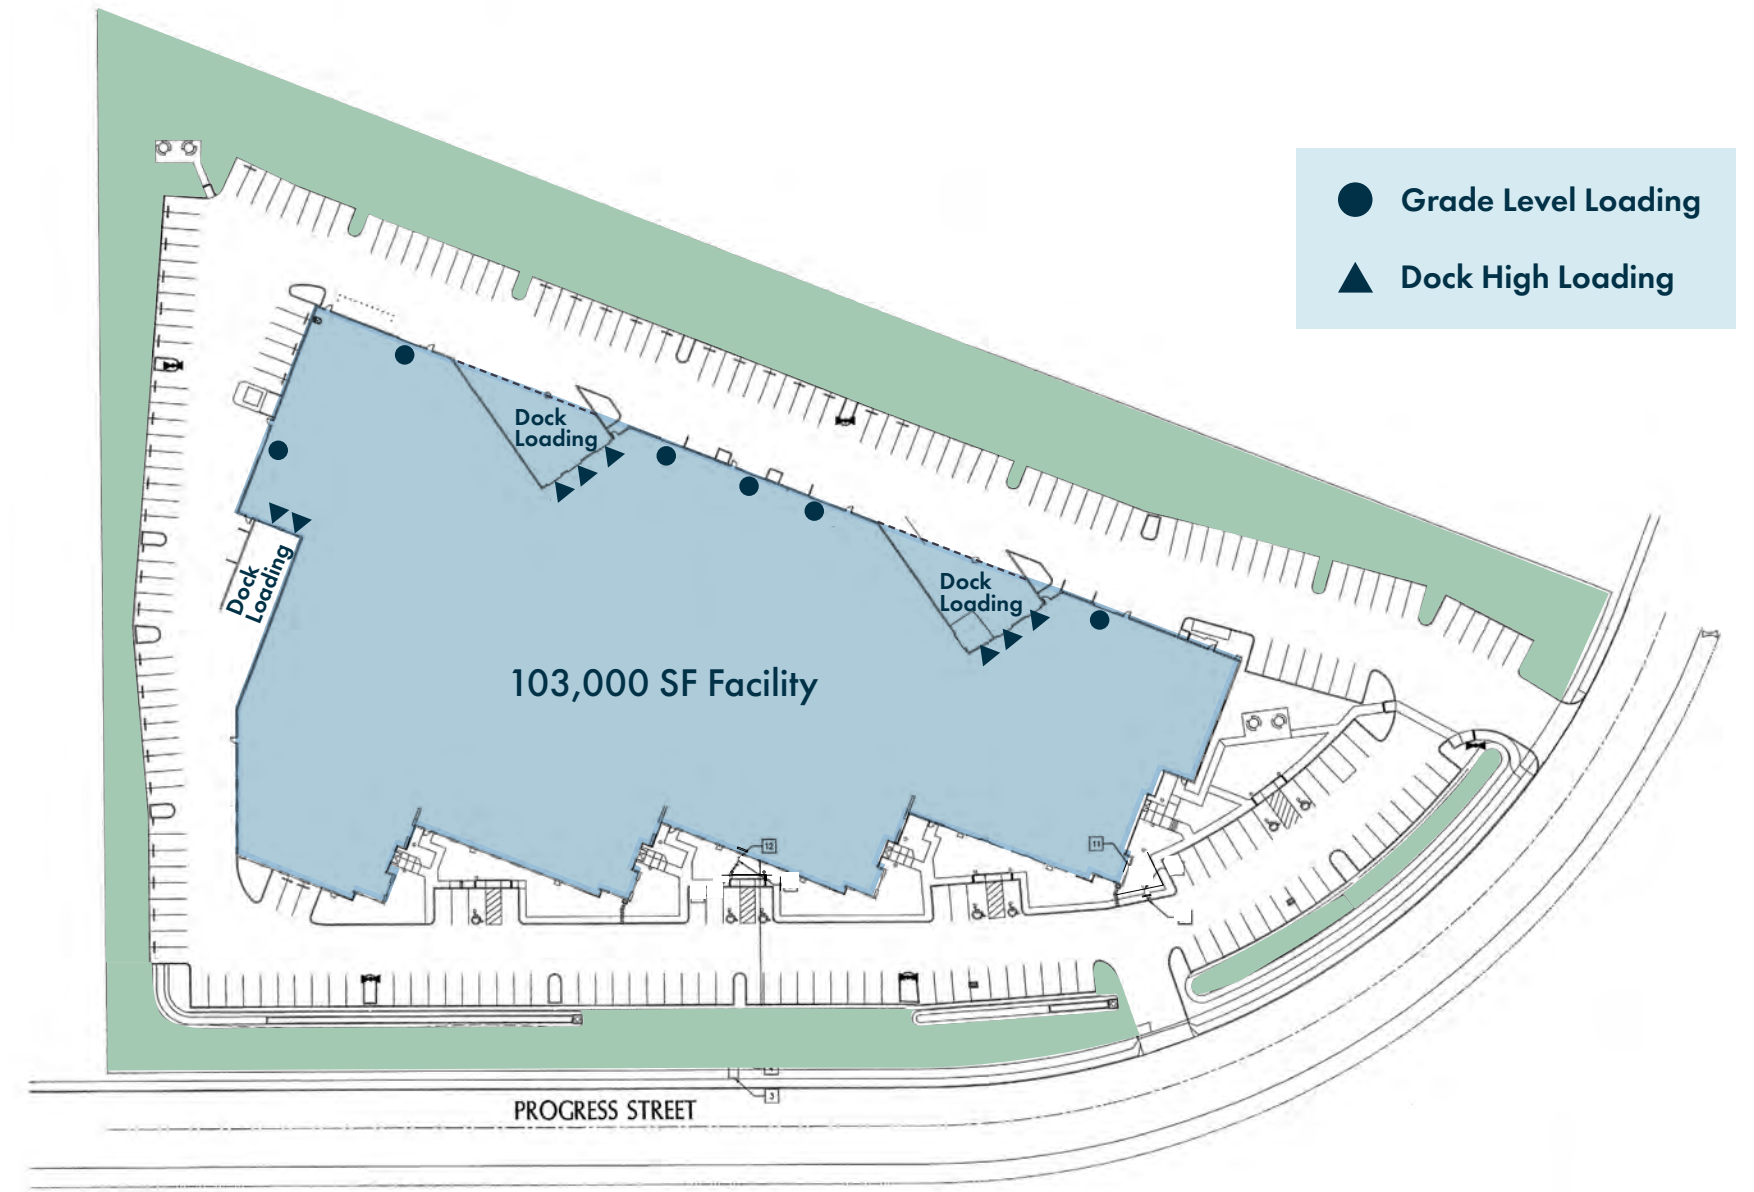 Grade Level Loading
Dock High Loading
Dock
Loading
Dock
Loading
Dock
Loading
103,000 SF Facility
12
11
3
PROGRESS STREET